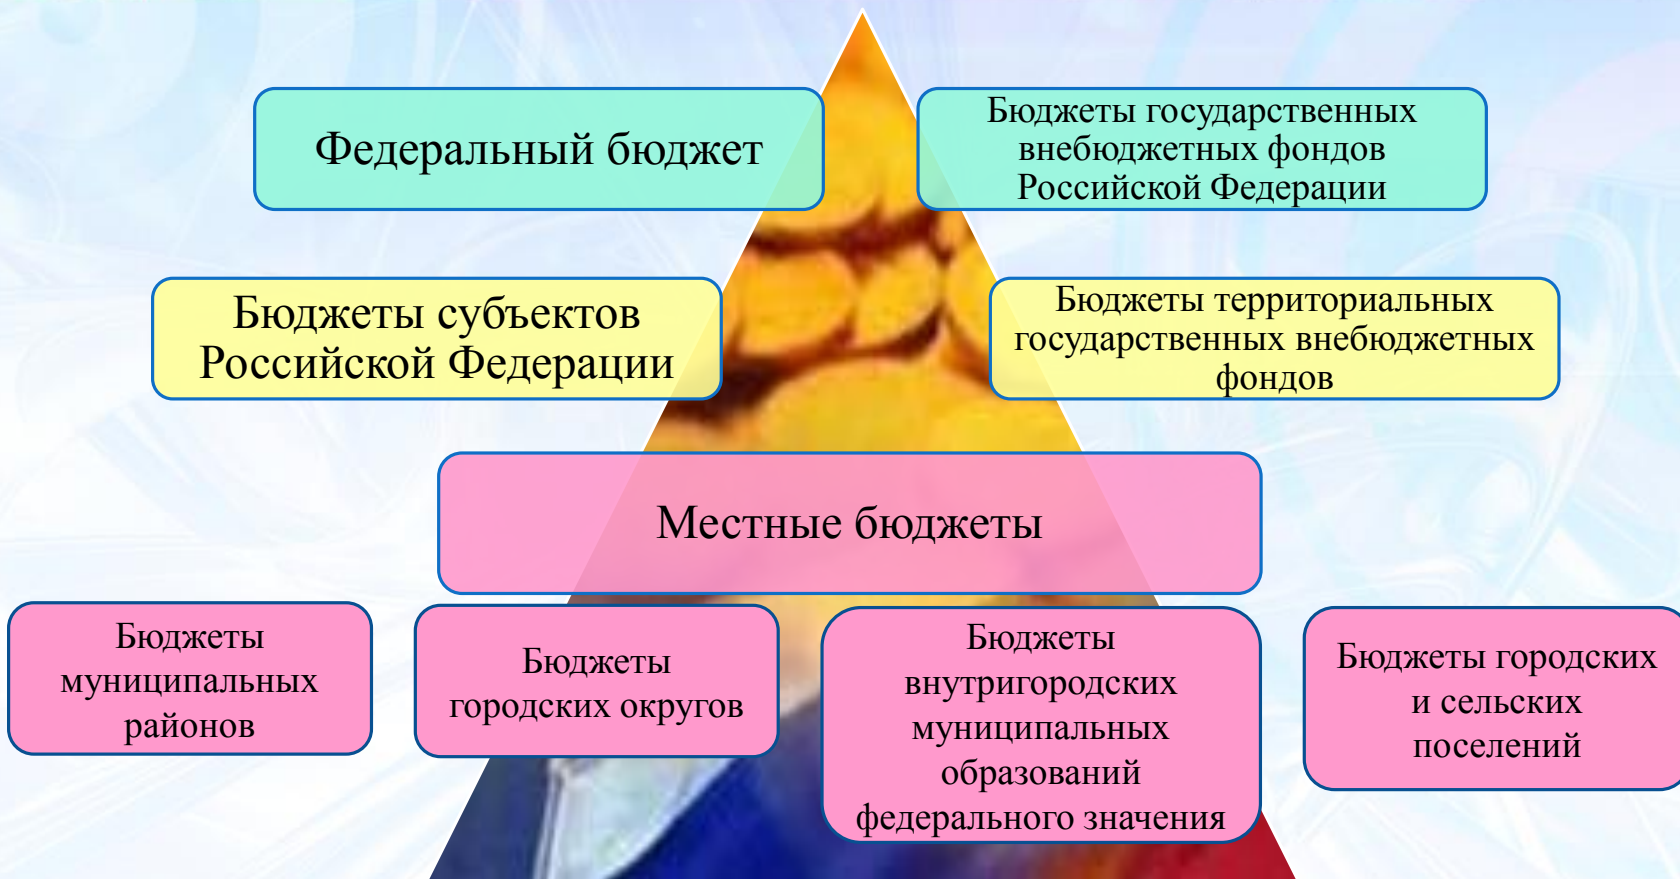 Федеральный бюджет
Бюджеты государственных
внебюджетных фондов
Российской Федерации
Бюджеты субъектов
Российской Федерации
Бюджеты территориальных
государственных внебюджетных
фондов
Местные бюджеты
Бюджеты
муниципальных
районов
Бюджеты
городских округов
Бюджеты
внутригородских
муниципальных
образований
федерального значения
Бюджеты городских
и сельских
поселений